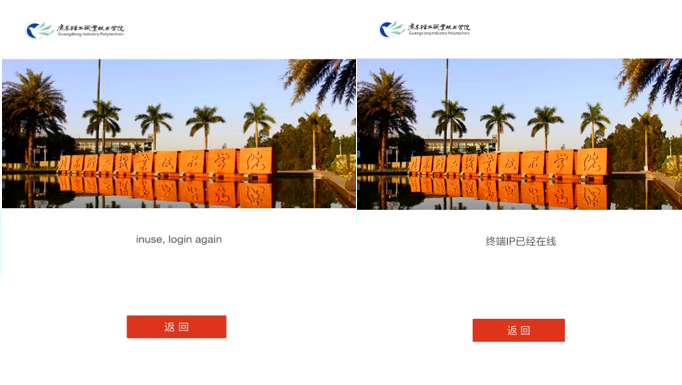 广东轻工职业技术学院
Guangdong Industry Polytechnic
inuse, login again
返回
广东轻工职业技术学院
Guangdong Industry Polytechnic
终端IP已经在线
返回